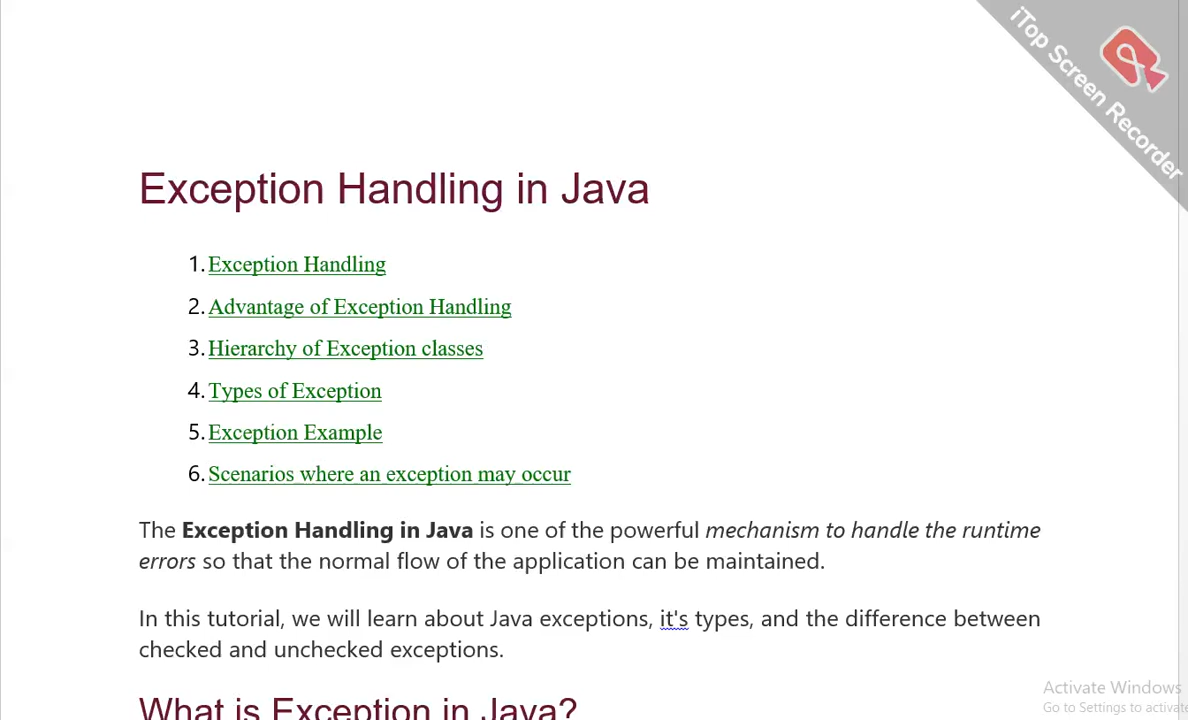 iTop Screen Recorder
Exception Handling in Java
1. Exception Handling
2. Advantage of Exception Handling
3. Hierarchy of Exception classes
4. Types of Exception
5. Exception Example
6. Scenarios where an exception may occur
The Exception Handling in Java is one of the powerful mechanism to handle the runtime
errors so that the normal flow of the application can be maintained.
In this tutorial, we will learn about Java exceptions, it's types, and the difference between
checked and unchecked exceptions.
What is Exception in Java?
Activate Windows
Go to Settings to activate